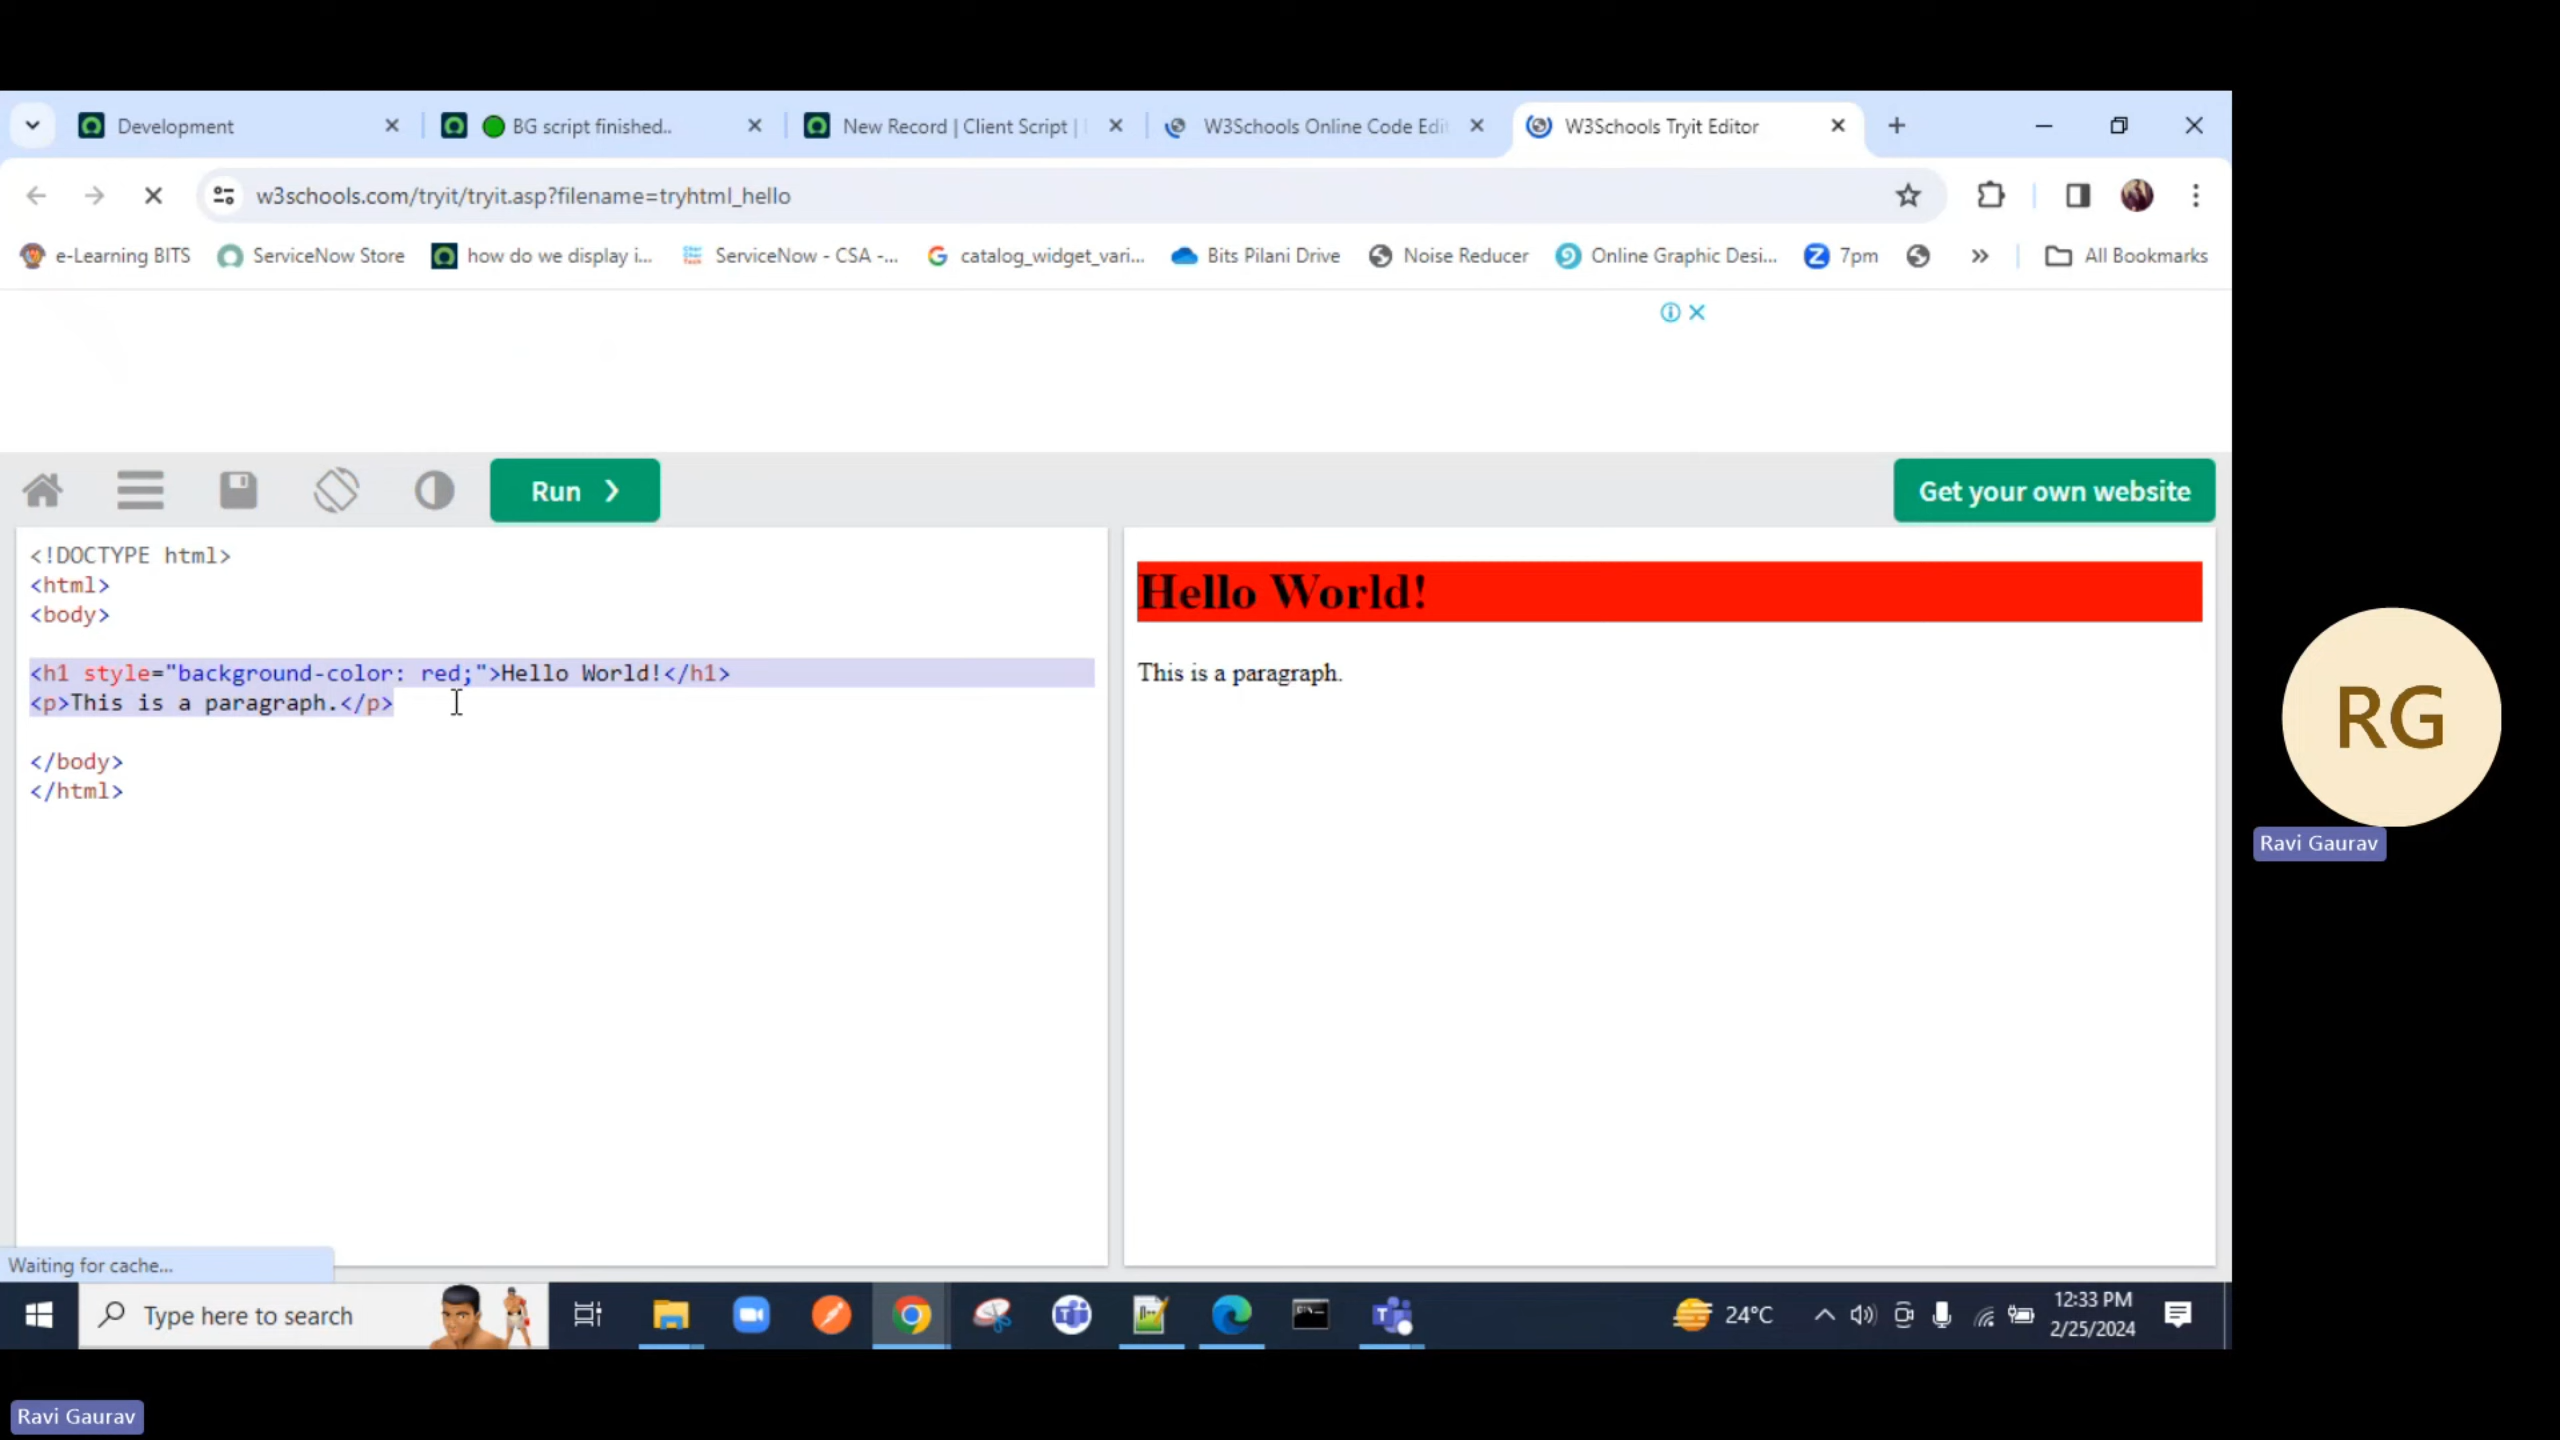 Development
BG script finished..
New Record | Client Script |
W3Schools Online Code Edi
W3Schools Tryit Editor
w3schools.com/tryit/tryit.asp?filename=tryhtml_hello
e-Learning BITS
ServiceNow Store
how do we display i...
ServiceNow - CSA -...
catalog_widget_vari...
Bits Pilani Drive
Noise Reducer
Online Graphic Desi...
Z 7pm
»
All Bookmarks
Run ❯
Get your own website
<!DOCTYPE html>
<html>
<body>
<h1 style="background-color: red;">Hello World!</h1>
<p>This is a paragraph.</p>
</body>
</html>
Hello World!
This is a paragraph.
RG
Ravi Gaurav
Waiting for cache...
Type here to search
24°C
12:33 PM
2/25/2024
Ravi Gaurav